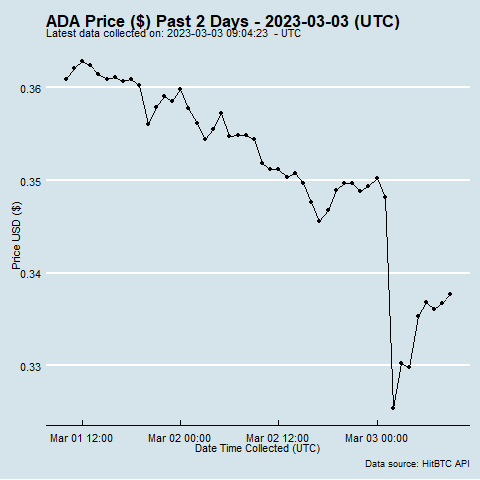 ADA Price ($) Past 2 Days - 2023-03-03 (UTC)
Latest data collected on: 2023-03-03 09:04:23 - UTC
0.36
0.35
0.34
0.33
Price USD ($)
Mar 01 12:00 Mar 02 00:00 Mar 02 12:00 Mar 03 00:00
Date Time Collected (UTC)
Data source: HitBTC API